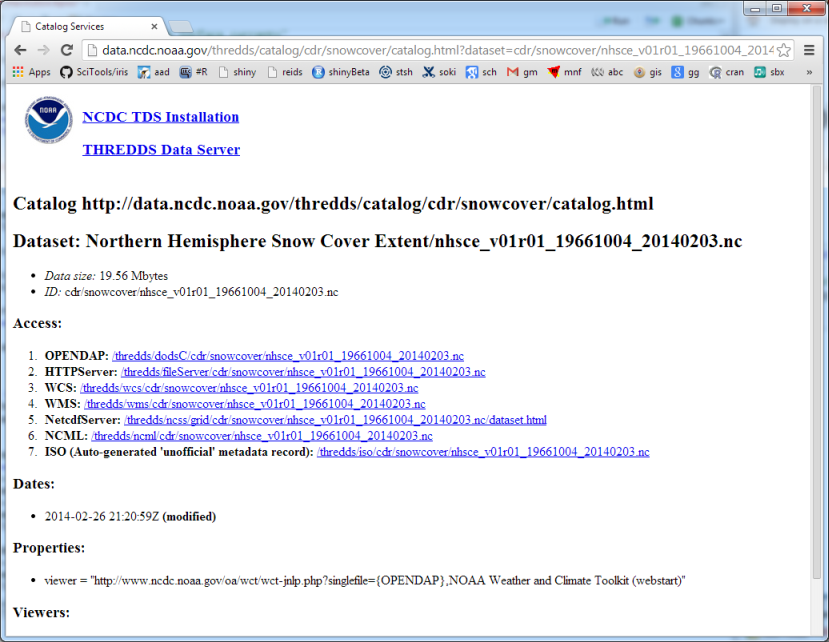 Catalog Services
data.ncdc.noaa.gov/thredds/catalog/cdr/snowcover/catalog.html?dataset=cdr/snowcover/nhsce_v01r01_19661004_2014
Apps SciTools/iris aad #R shiny reids shinyBeta stsh soki sch gm mnf abc gis gg cran sbx »
NOAA
NCDC TDS Installation
THREDDS Data Server
Catalog http://data.ncdc.noaa.gov/thredds/catalog/cdr/snowcover/catalog.html
Dataset: Northern Hemisphere Snow Cover Extent/nhsce_v01r01_19661004_20140203.nc
• Data size: 19.56 Mbytes
• ID: cdr/snowcover/nhsce_v01r01_19661004_20140203.nc
Access:
1. OPENDAP: /thredds/dodsC/cdr/snowcover/nhsce_v01r01_19661004_20140203.nc
2. HTTPServer: /thredds/fileServer/cdr/snowcover/nhsce_v01r01_19661004_20140203.nc
3. WCS: /thredds/wcs/cdr/snowcover/nhsce_v01r01_19661004_20140203.nc
4. WMS: /thredds/wms/cdr/snowcover/nhsce_v01r01_19661004_20140203.nc
5. NetcdfServer: /thredds/ncss/grid/cdr/snowcover/nhsce_v01r01_19661004_20140203.nc/dataset.html
6. NCML: /thredds/ncml/cdr/snowcover/nhsce_v01r01_19661004_20140203.nc
7. ISO (Auto-generated 'unofficial' metadata record): /thredds/iso/cdr/snowcover/nhsce_v01r01_19661004_20140203.nc
Dates:
• 2014-02-26 21:20:59Z (modified)
Properties:
• viewer = "http://www.ncdc.noaa.gov/oa/wct/wct-jnlp.php?singlefile={OPENDAP},NOAA Weather and Climate Toolkit (webstart)"
Viewers: